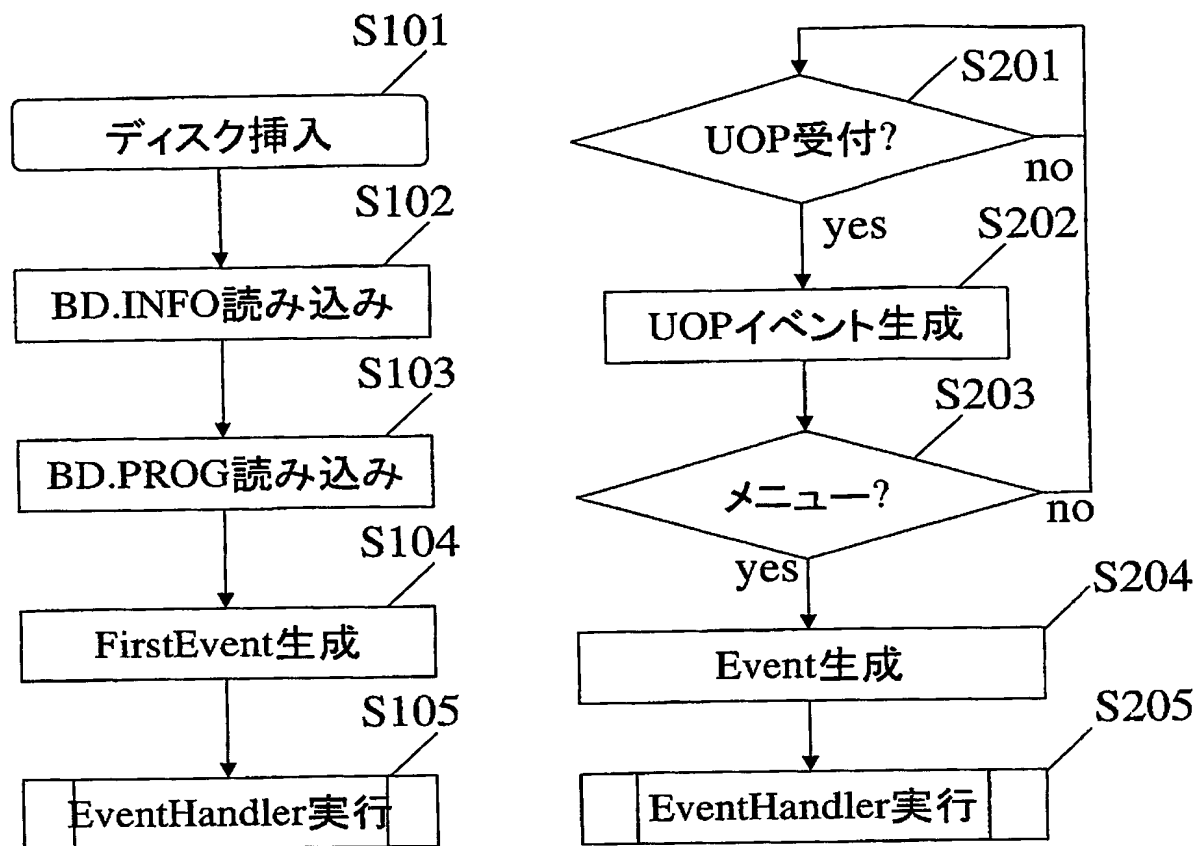 S101
ディスク挿入
S102
BD.INFO読み込み
S103
BD.PROG読み込み
S104
FirstEvent生成
S105
EventHandler実行
S201
UOP受付?
no
yes
S202
UOPイベント生成
S203
メニュー?
no
yes
S204
Event生成
S205
EventHandler実行